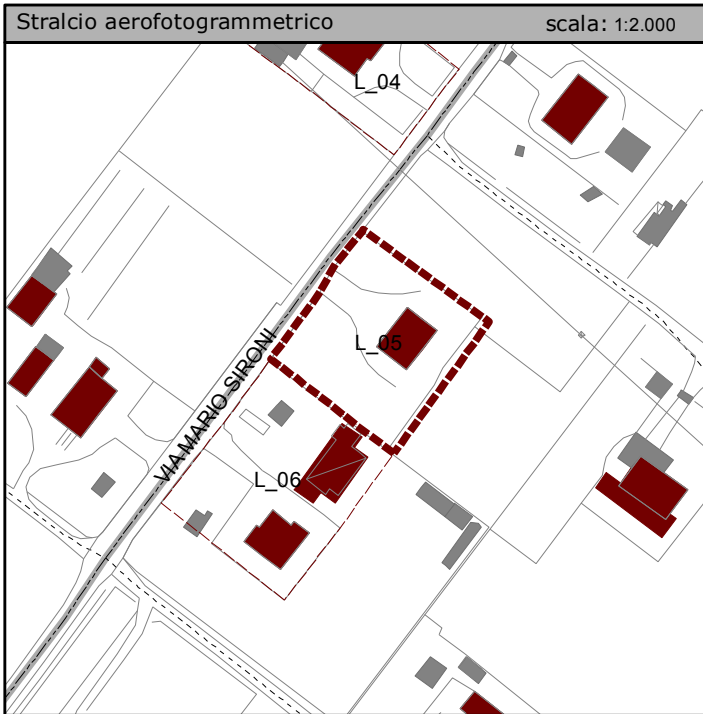 Stralcio aerofotogrammetrico scala: 1:2.000
L_04
L_05
VIA MARIO SIRONI
L_06